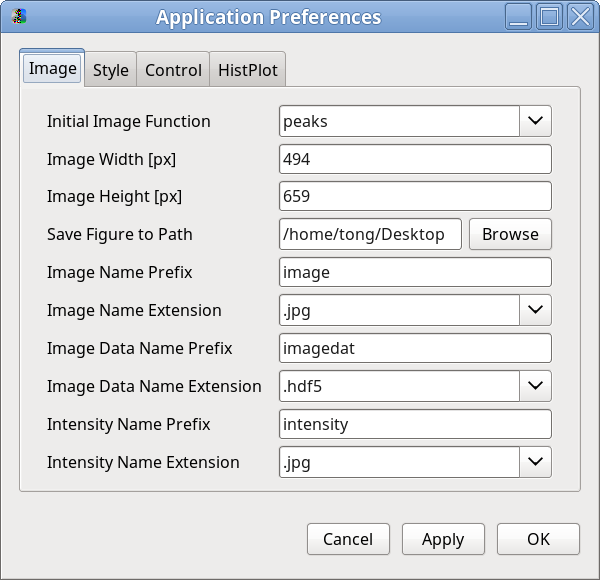 Application Preferences
Image Style Control HistPlot
Initial Image Function peaks
Image Width [px] 494
Image Height [px] 659
Save Figure to Path /home/tong/Desktop Browse
Image Name Prefix image
Image Name Extension .jpg
Image Data Name Prefix imagedat
Image Data Name Extension .hdf5
Intensity Name Prefix intensity
Intensity Name Extension .jpg
Cancel Apply OK